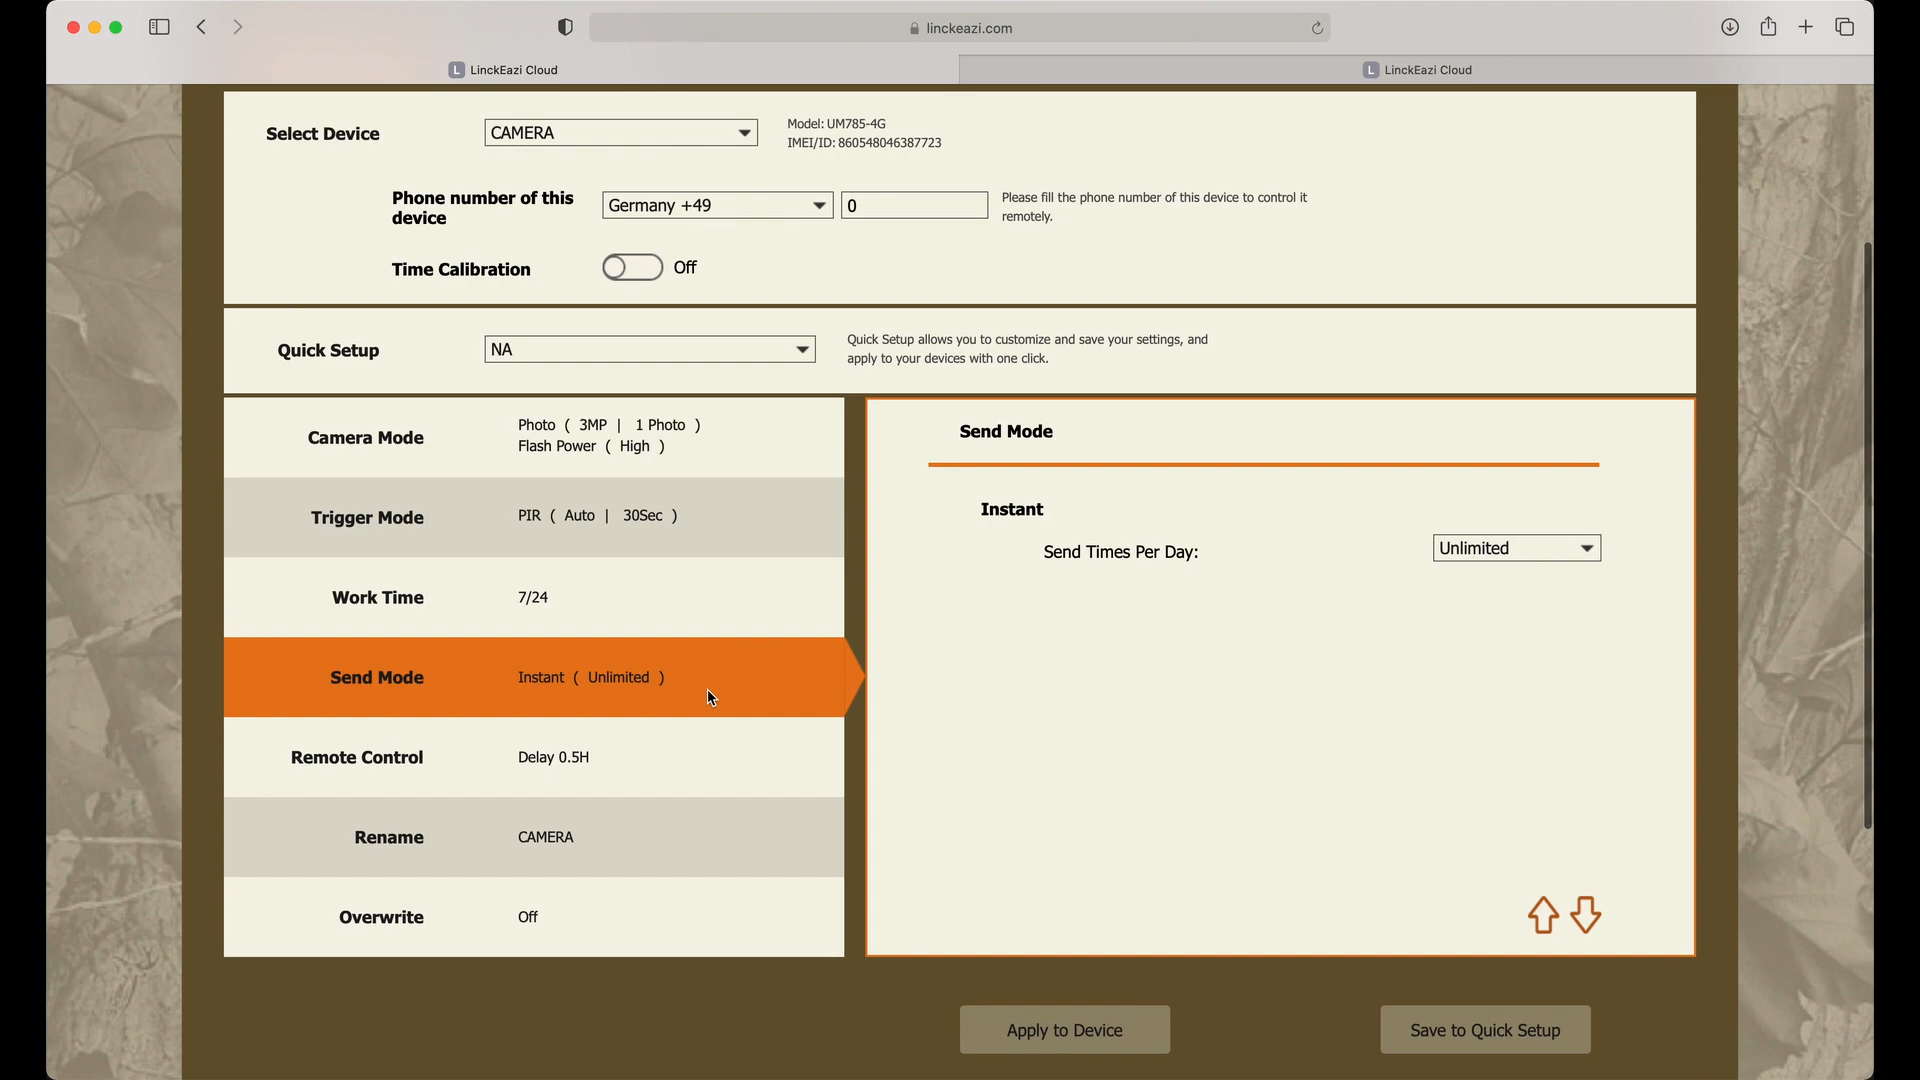 linckeazi.com
L LinckEazi Cloud
L LinckEazi Cloud
Select Device
CAMERA
Model: UM785-4G
IMEI/ID: 860548046387723
Phone number of this
device
Germany +49
0
Please fill the phone number of this device to control it
remotely.
Time Calibration
Off
Quick Setup
NA
Quick Setup allows you to customize and save your settings, and
apply to your devices with one click.
Camera Mode
Photo ( 3MP | 1 Photo )
Flash Power ( High )
Trigger Mode
PIR ( Auto | 30Sec )
Work Time
7/24
Send Mode
Instant ( Unlimited )
Remote Control
Delay 0.5H
Rename
CAMERA
Overwrite
Off
Send Mode
Instant
Send Times Per Day:
Unlimited
Apply to Device
Save to Quick Setup